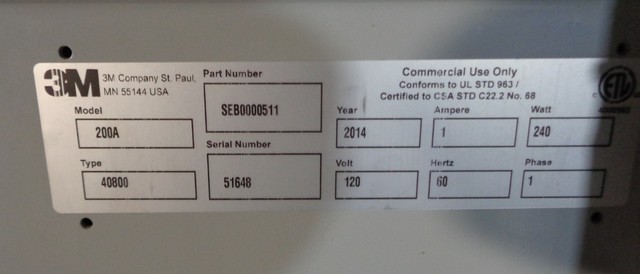 3M
3M Company St. Paul,
MN 55144 USA
Model
200A
Type
40800
Part Number
SEB0000511
Serial Number
51648
Commercial Use Only
Conforms to UL STD 963 /
Certified to CSA STD C22.2 No. 68
Year
2014
Ampere
1
Watt
240
Volt
120
Hertz
60
Phase
1
ETL